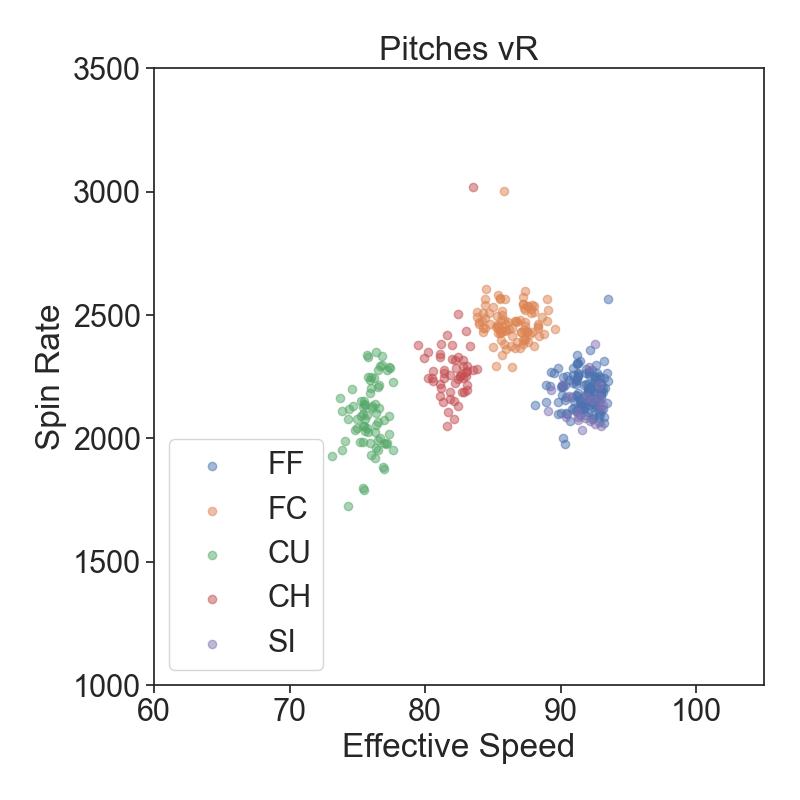 Pitches vR
3500
3000
2500
2000
1500
1000
Spin Rate
FF
FC
CU
CH
SI
60 70 80 90 100
Effective Speed